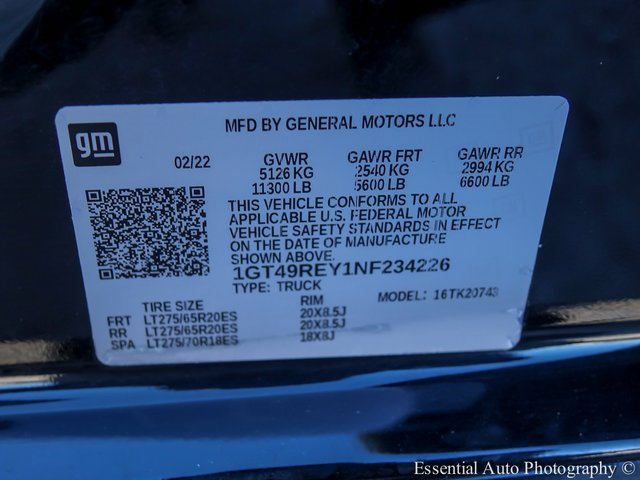 gm
MFD BY GENERAL MOTORS LLC
02/22 GVWR GAWR FRT GAWR RR
5126 KG 2540 KG 2994 KG
11300 LB 5600 LB 6600 LB
THIS VEHICLE CONFORMS TO ALL
APPLICABLE U.S. FEDERAL MOTOR
VEHICLE SAFETY STANDARDS IN EFFECT
ON THE DATE OF MANUFACTURE
SHOWN ABOVE.
1GT49REY1NF234226
TYPE: TRUCK MODEL: 16TK20743
TIRE SIZE RIM
FRT LT275/65R20ES 20X8.5J
RR LT275/65R20ES 20X8.5J
SPA LT275/70R18ES 18X8J
Essential Auto Photography ©